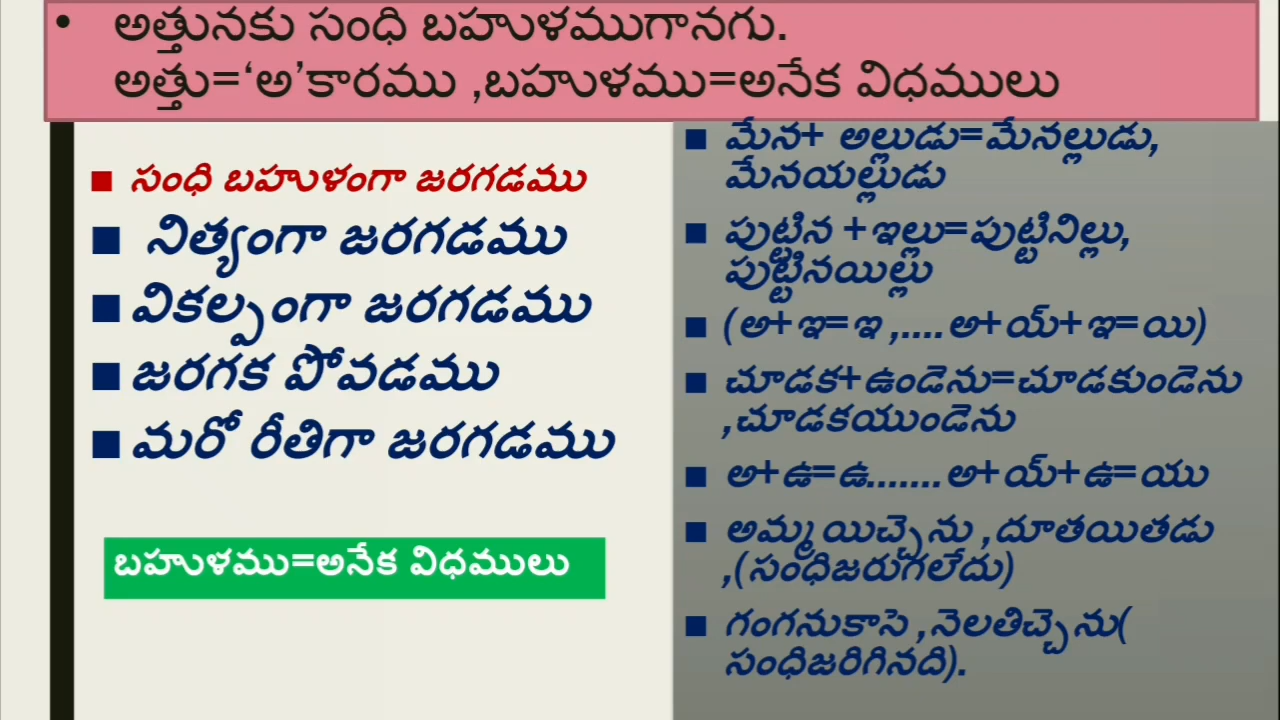 • అత్తునకు సంధి బహుళముగానగు.
అత్తు=‘అ’కారము ,బహుళము=అనేక విధములు
సంధి బహుళంగా జరగడము
నిత్యంగా జరగడము
వికల్పంగా జరగడము
జరగక పోవడము
మరో రీతిగా జరగడము
బహుళము=అనేక విధములు
మేన+ అల్లుడు=మేనల్లుడు,
మేనయల్లుడు
పుట్టిన +ఇల్లు=పుట్టినిల్లు,
పుట్టినయిల్లు
(అ+ఇ=ఇ ,....అ+య్+ఇ=యి)
చూడక+ఉండెను=చూడకుండెను
,చూడకయుండెను
అ+ఉ=ఉ.......అ+య్+ఉ=యు
అమ్మ యిచ్చెను ,దూతయితడు
,(సంధిజరుగలేదు)
గంగనుకాసె ,నెలతిచ్చెను(
సంధిజరిగినది).